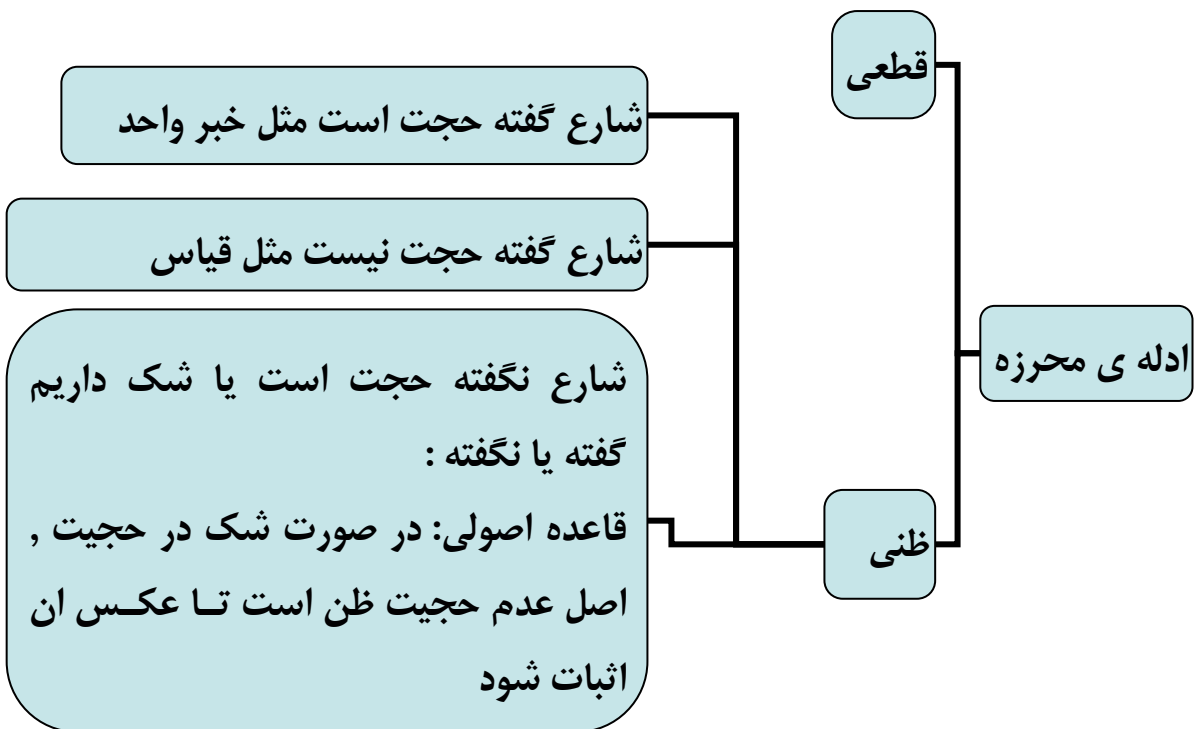 ادله ی محرزه
قطعی
ظنی
شارع گفته حجت است مثل خبر واحد
شارع گفته حجت نیست مثل قیاس
شارع نگفته حجت است یا شک داریم
گفته یا نگفته :
قاعده اصولی: در صورت شک در حجیت ,
اصل عدم حجیت ظن است تـا عکـس ان
اثبات شود